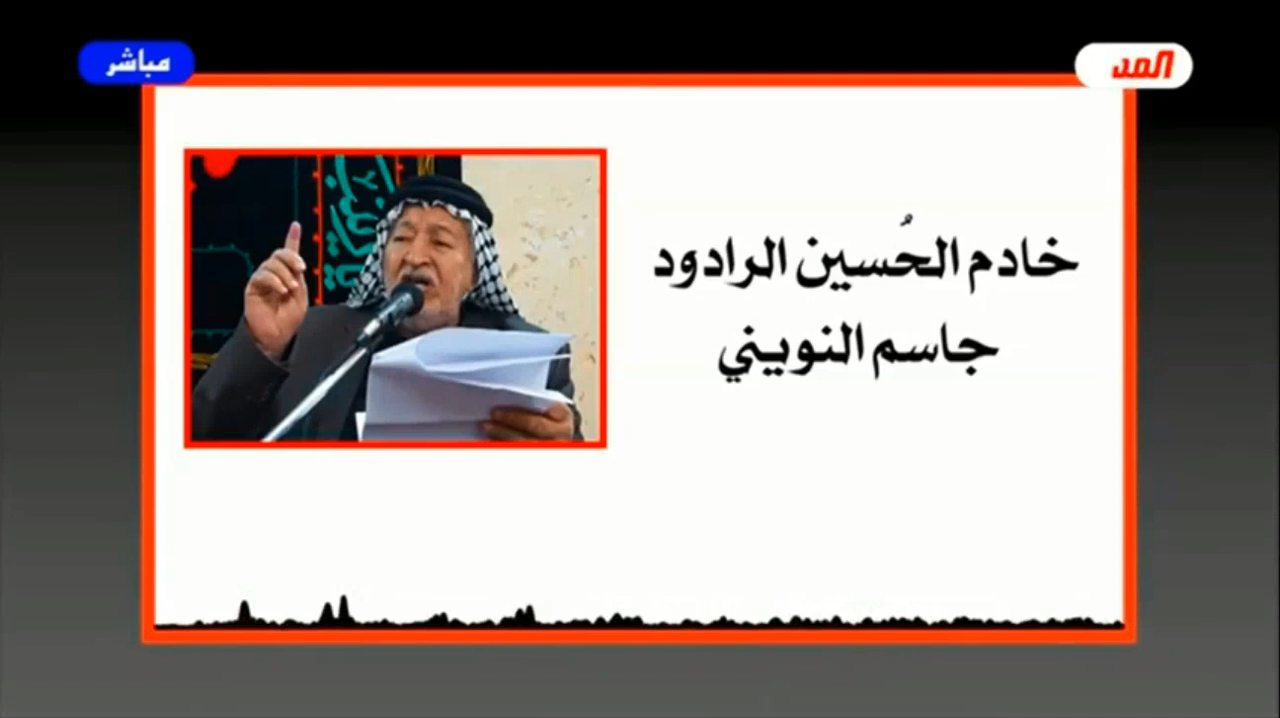 المد
مباشر
خادم الحُسين الرادود
جاسم النويني